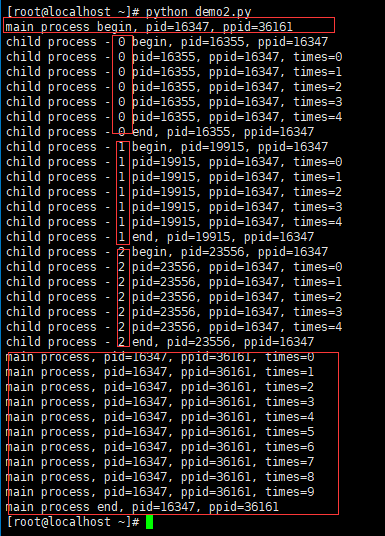 [root@localhost ~]# python demo2.py
main process begin, pid=16347, ppid=36161
child process - 0 begin, pid=16355, ppid=16347
child process - 0 pid=16355, ppid=16347, times=0
child process - 0 pid=16355, ppid=16347, times=1
child process - 0 pid=16355, ppid=16347, times=2
child process - 0 pid=16355, ppid=16347, times=3
child process - 0 pid=16355, ppid=16347, times=4
child process - 0 end, pid=16355, ppid=16347
child process - 1 begin, pid=19915, ppid=16347
child process - 1 pid=19915, ppid=16347, times=0
child process - 1 pid=19915, ppid=16347, times=1
child process - 1 pid=19915, ppid=16347, times=2
child process - 1 pid=19915, ppid=16347, times=3
child process - 1 pid=19915, ppid=16347, times=4
child process - 1 end, pid=19915, ppid=16347
child process - 2 begin, pid=23556, ppid=16347
child process - 2 pid=23556, ppid=16347, times=0
child process - 2 pid=23556, ppid=16347, times=1
child process - 2 pid=23556, ppid=16347, times=2
child process - 2 pid=23556, ppid=16347, times=3
child process - 2 pid=23556, ppid=16347, times=4
child process - 2 end, pid=23556, ppid=16347
main process, pid=16347, ppid=36161, times=0
main process, pid=16347, ppid=36161, times=1
main process, pid=16347, ppid=36161, times=2
main process, pid=16347, ppid=36161, times=3
main process, pid=16347, ppid=36161, times=4
main process, pid=16347, ppid=36161, times=5
main process, pid=16347, ppid=36161, times=6
main process, pid=16347, ppid=36161, times=7
main process, pid=16347, ppid=36161, times=8
main process, pid=16347, ppid=36161, times=9
main process end, pid=16347, ppid=36161
[root@localhost ~]#